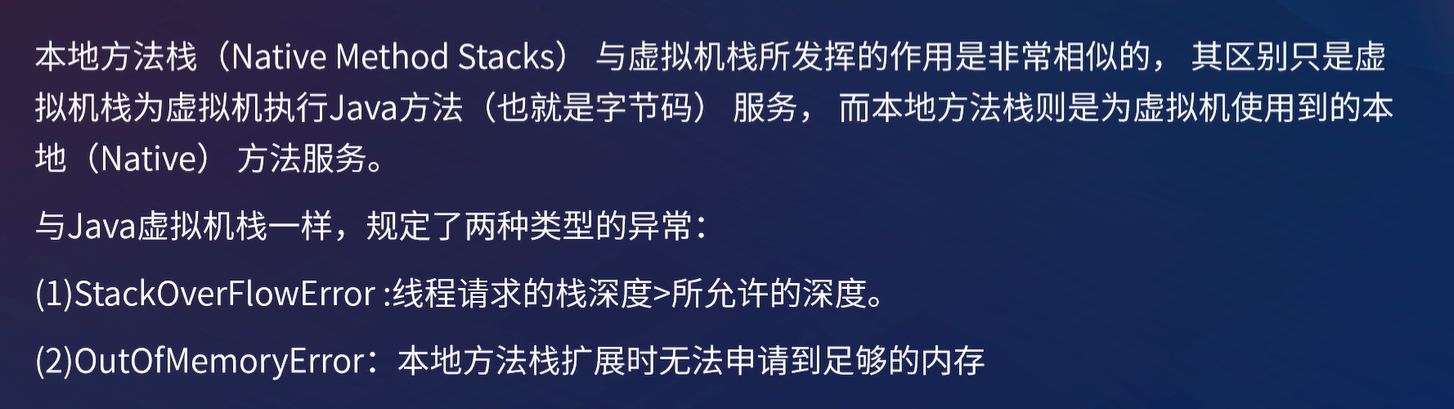 本地方法栈（Native Method Stacks） 与虚拟机栈所发挥的作用是非常相似的， 其区别只是虚
拟机栈为虚拟机执行Java方法（也就是字节码） 服务， 而本地方法栈则是为虚拟机使用到的本
地（Native） 方法服务。
与Java虚拟机栈一样，规定了两种类型的异常：
(1)StackOverFlowError :线程请求的栈深度>所允许的深度。
(2)OutOfMemoryError：本地方法栈扩展时无法申请到足够的内存